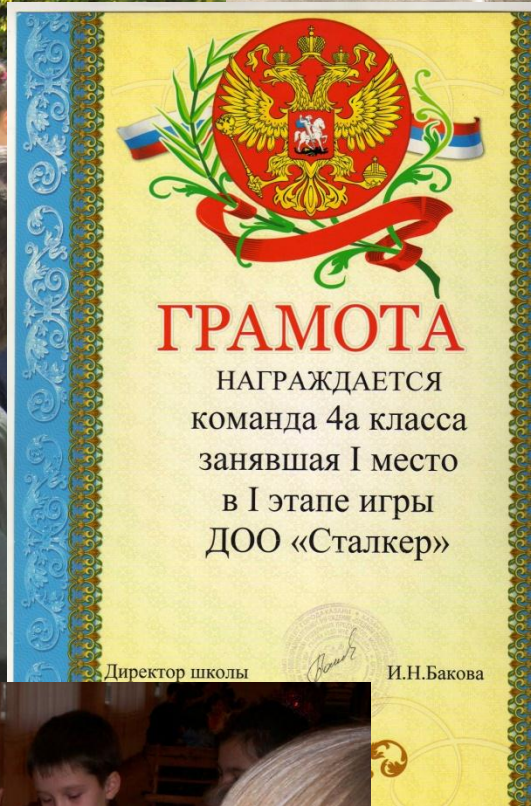 ГРАМОТА
НАГРАЖДАЕТСЯ
команда 4а класса
занявшая I место
в I этапе игры
ДОО «Сталкер»
Директор школы И.Н.Бакова